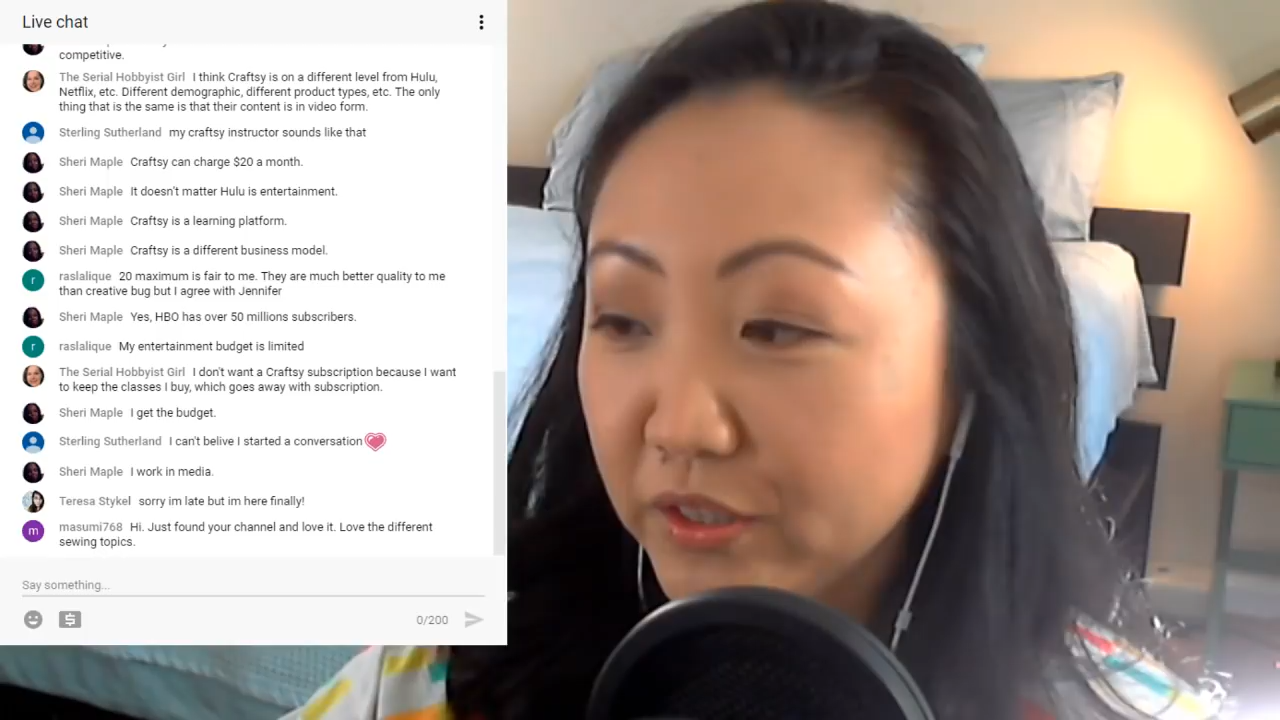 Live chat
competitive.
The Serial Hobbyist Girl I think Craftsy is on a different level from Hulu,
Netflix, etc. Different demographic, different product types, etc. The only
thing that is the same is that their content is in video form.
Sterling Sutherland my craftsy instructor sounds like that
Sheri Maple Craftsy can charge $20 a month.
Sheri Maple It doesn't matter Hulu is entertainment.
Sheri Maple Craftsy is a learning platform.
Sheri Maple Craftsy is a different business model.
r raslalique 20 maximum is fair to me. They are much better quality to me
than creative bug but I agree with Jennifer
Sheri Maple Yes, HBO has over 50 millions subscribers.
r raslalique My entertainment budget is limited
The Serial Hobbyist Girl I don't want a Craftsy subscription because I want
to keep the classes I buy, which goes away with subscription.
Sheri Maple I get the budget.
Sterling Sutherland I can't belive I started a conversation
Sheri Maple I work in media.
Teresa Stykel sorry im late but im here finally!
m masumi768 Hi. Just found your channel and love it. Love the different
sewing topics.
Say something...
$ 0/200